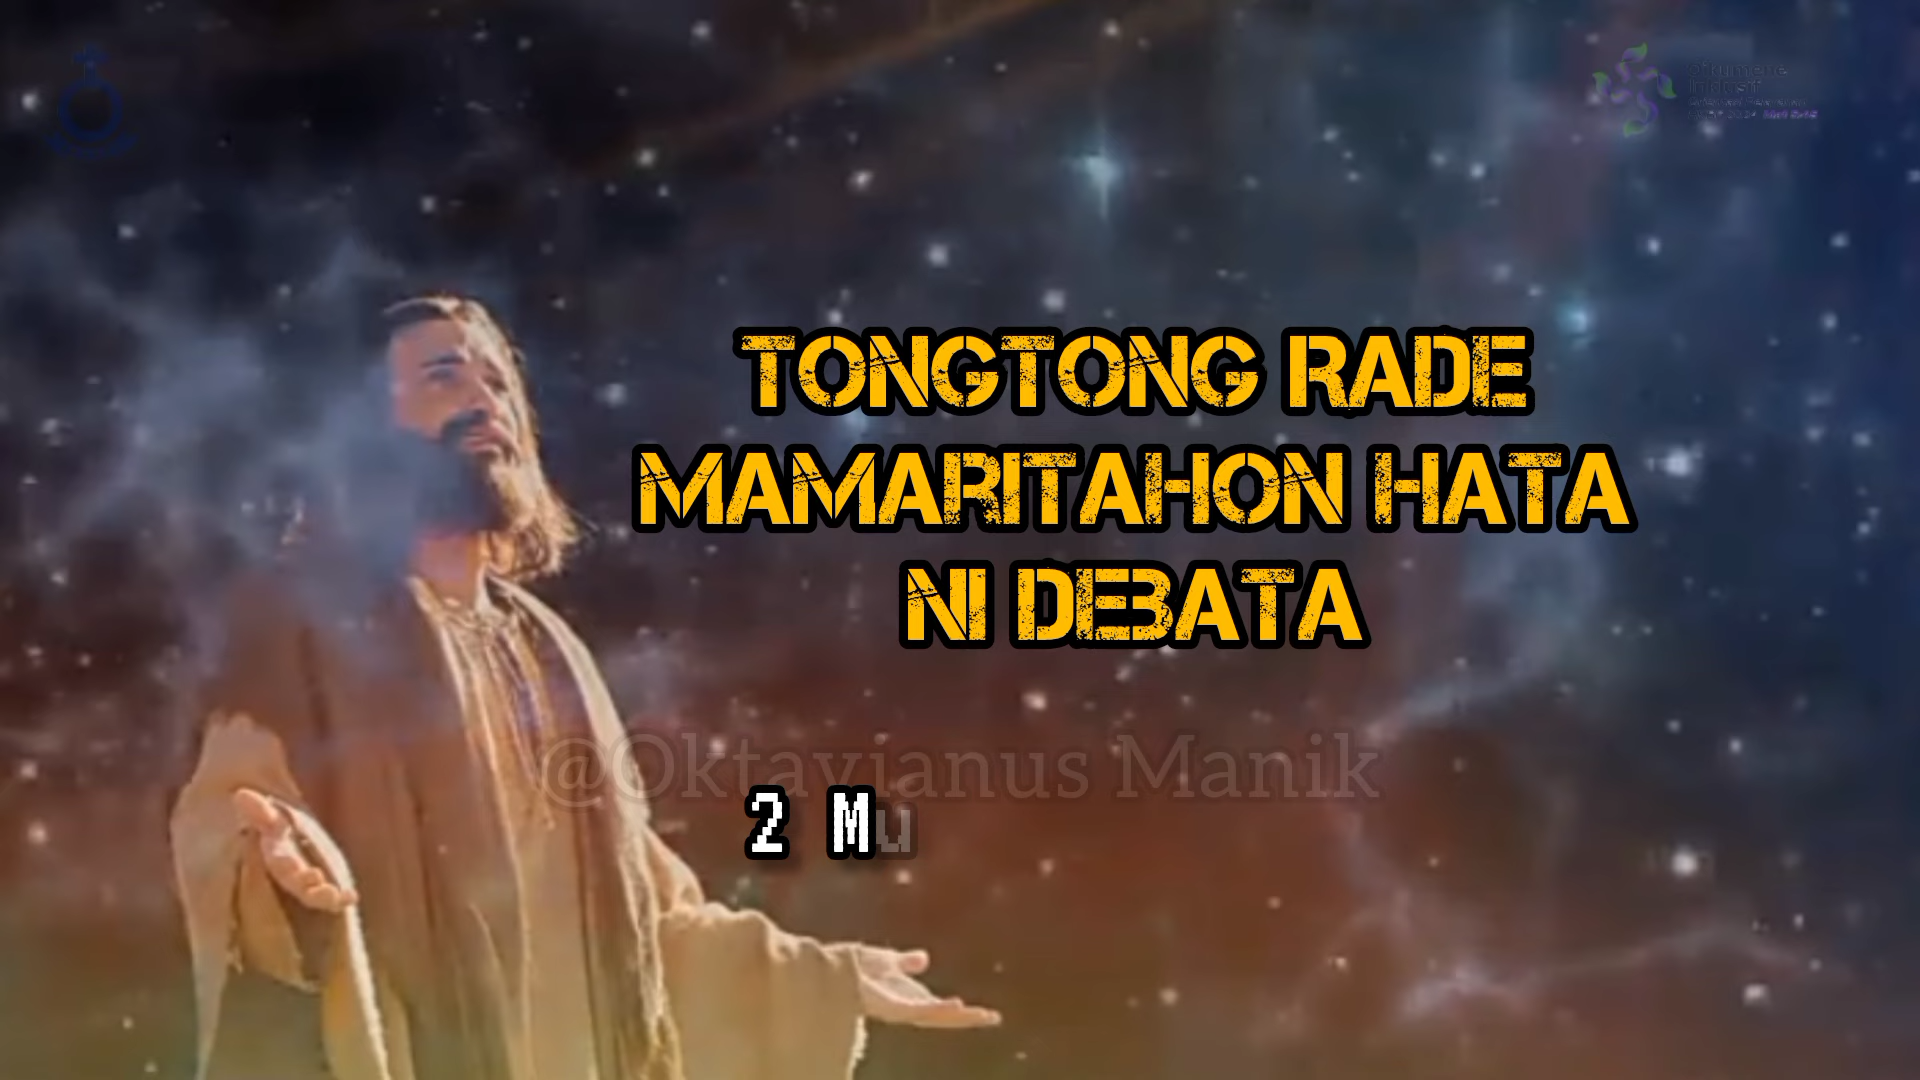 TONGTONG RADE
MAMARITAHON HATA
NI DEBATA
@Oktavianus Manik
2 Mu